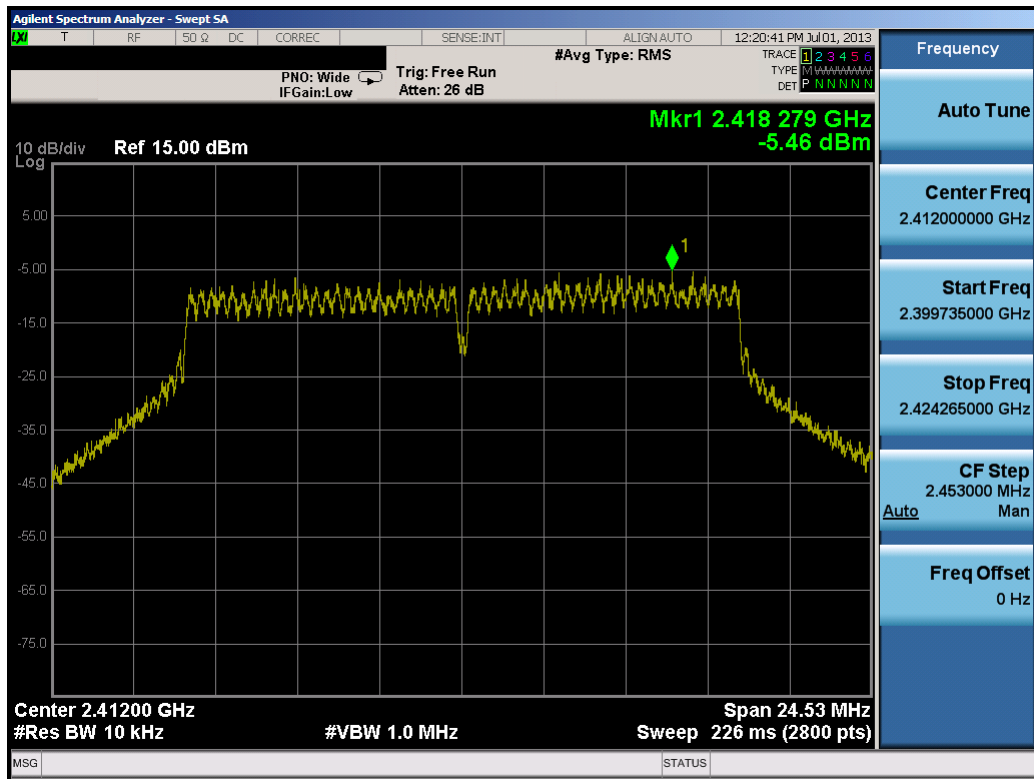 Agilent Spectrum Analyzer - Swept SA
LXI T RF 50 Ω DC CORREC SENSE:INT ALIGN AUTO 12:20:41 PM Jul 01, 2013
PNO: Wide
IFGain:Low
Trig: Free Run
Atten: 26 dB
#Avg Type: RMS
TRACE 1 2 3 4 5 6
TYPE M WWWWW
DET P N N N N N
Mkr1 2.418 279 GHz
-5.46 dBm
10 dB/div
Log
Ref 15.00 dBm
1
5.00
-5.00
-15.0
-25.0
-35.0
-45.0
-55.0
-65.0
-75.0
Center 2.41200 GHz
Span 24.53 MHz
#Res BW 10 kHz
#VBW 1.0 MHz
Sweep 226 ms (2800 pts)
MSG
STATUS
Frequency
Auto Tune
Center Freq
2.412000000 GHz
Start Freq
2.399735000 GHz
Stop Freq
2.424265000 GHz
CF Step
2.453000 MHz
Auto Man
Freq Offset
0 Hz